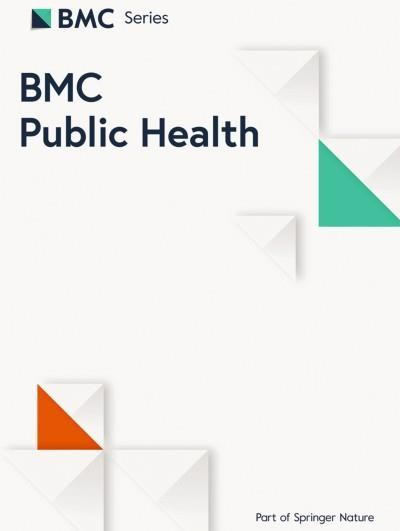 BMC Series
BMC
Public Health
Part of Springer Nature